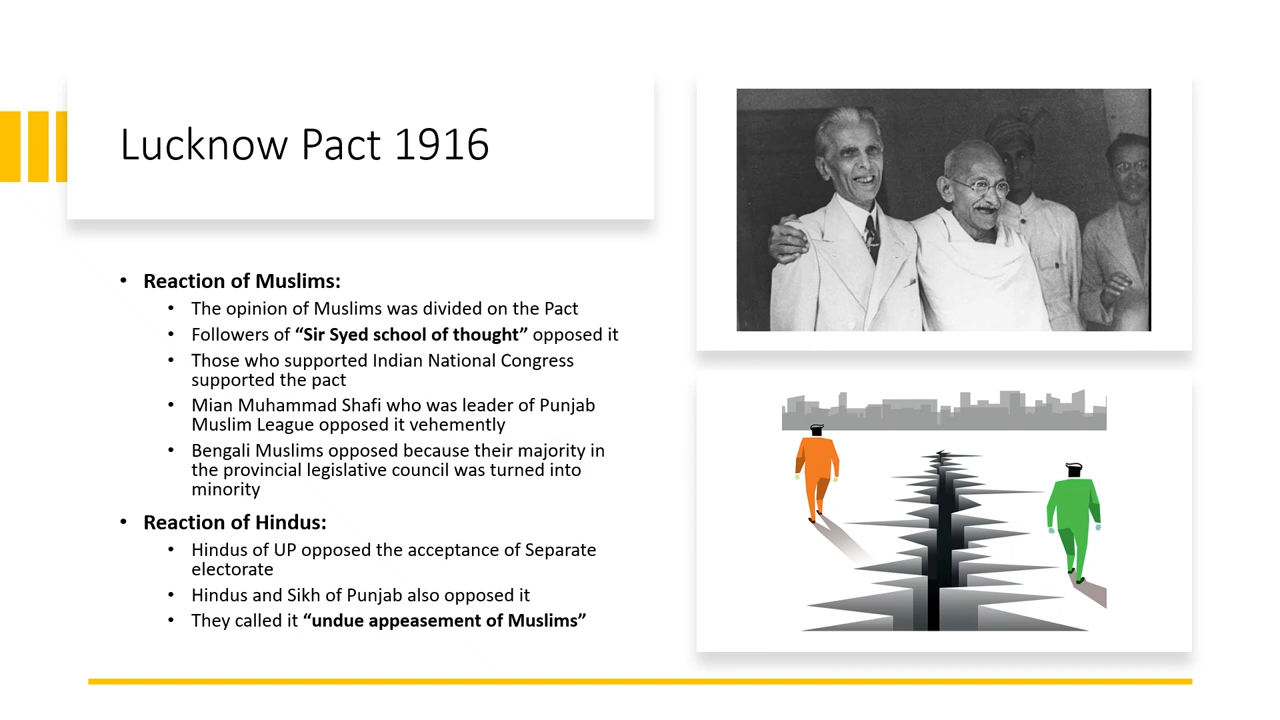 Lucknow Pact 1916
• Reaction of Muslims:
• The opinion of Muslims was divided on the Pact
• Followers of “Sir Syed school of thought” opposed it
• Those who supported Indian National Congress
supported the pact
• Mian Muhammad Shafi who was leader of Punjab
Muslim League opposed it vehemently
• Bengali Muslims opposed because their majority in
the provincial legislative council was turned into
minority
• Reaction of Hindus:
• Hindus of UP opposed the acceptance of Separate
electorate
• Hindus and Sikh of Punjab also opposed it
• They called it “undue appeasement of Muslims”